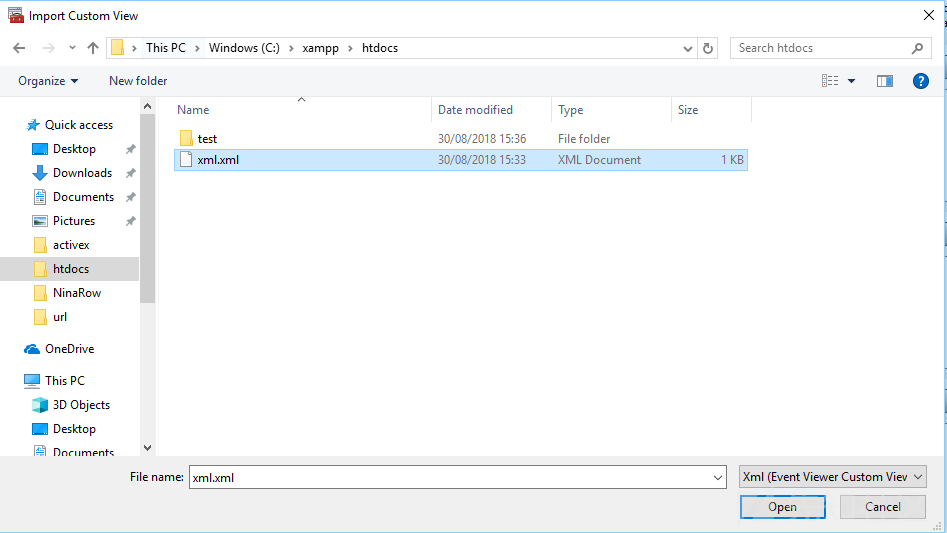 Import Custom View
This PC Windows (C:) xampp htdocs
Search htdocs
Organize New folder
Name Date modified Type Size
Quick access
Desktop
Downloads
Documents
Pictures
activex
htdocs
NinaRow
url
OneDrive
This PC
3D Objects
Desktop
Documents
test 30/08/2018 15:36 File folder
xml.xml 30/08/2018 15:33 XML Document 1 KB
File name: xml.xml
Xml (Event Viewer Custom View
Open Cancel